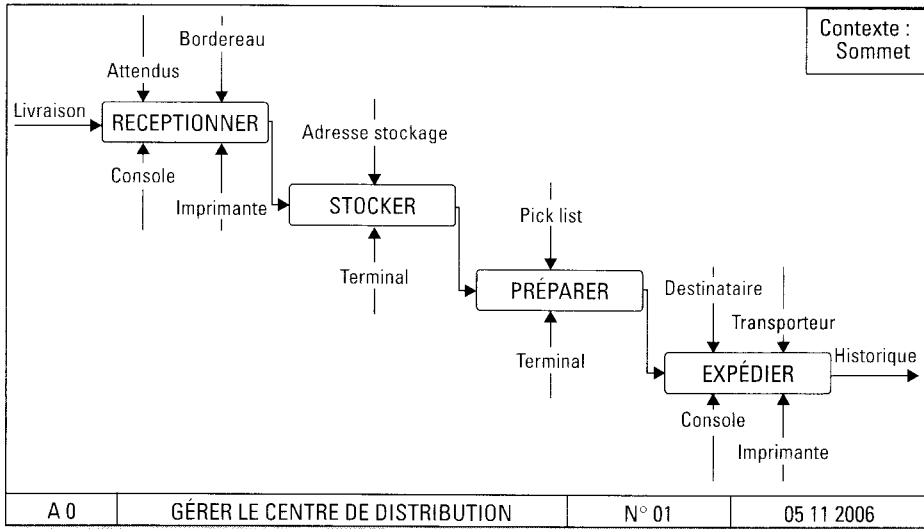 Contexte :
Sommet
Bordereau
Attendus
Livraison
RECEPTIONNER
Adresse stockage
Console
Imprimante
STOCKER
Pick list
Terminal
PRÉPARER
Destinataire
Transporteur
Terminal
Historique
EXPÉDIER
Console
Imprimante
A 0 GÉRER LE CENTRE DE DISTRIBUTION N° 01 05 11 2006